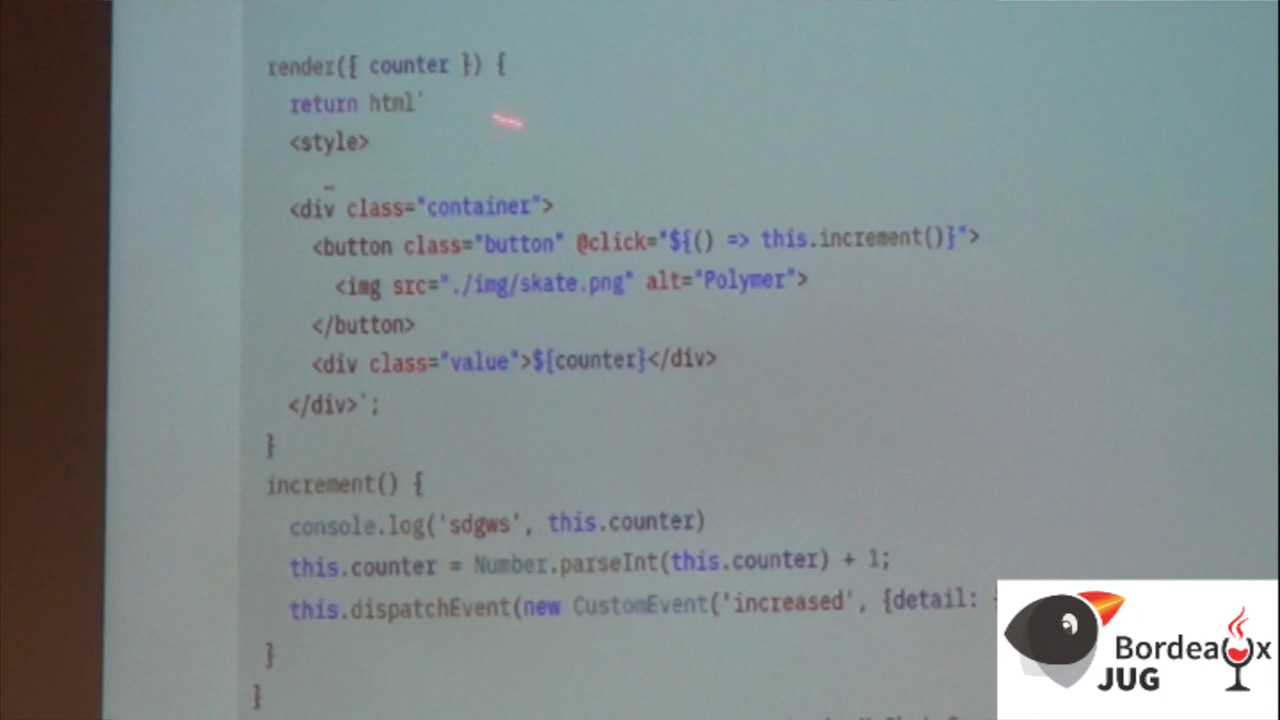 render({ counter }) {
return html`
<style>
<div class="container">
<button class="button" @click="${() => this.increment()}">
<img src="./img/skate.png" alt="Polymer">
</button>
<div class="value">${counter}</div>
</div>`;
}
increment() {
console.log('sdgws', this.counter)
this.counter = Number.parseInt(this.counter) + 1;
this.dispatchEvent(new CustomEvent('increased', {detail:
}
}
Bordeaux
JUG